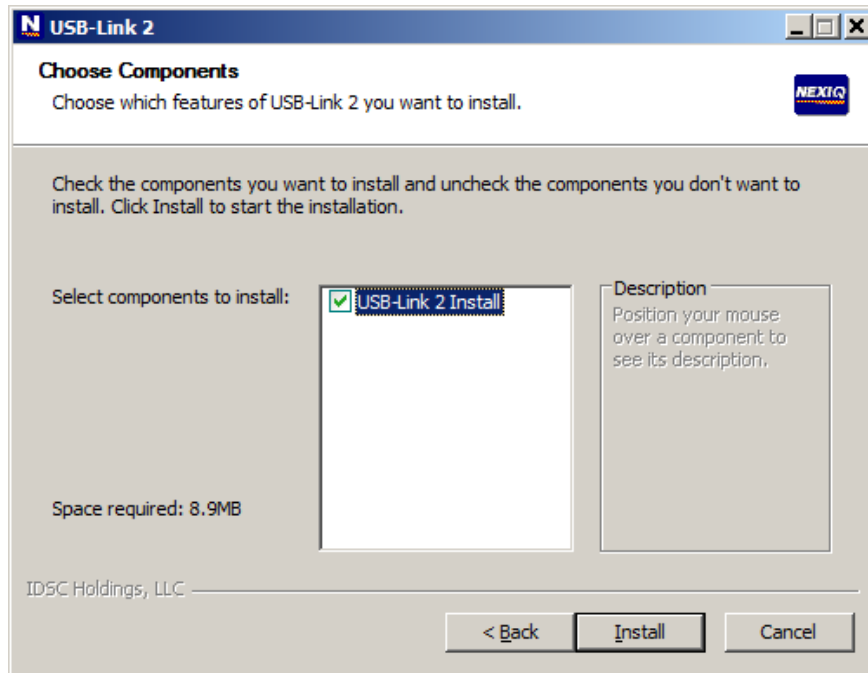 N USB-Link 2
Choose Components
Choose which features of USB-Link 2 you want to install.
NEXIQ
Check the components you want to install and uncheck the components you don't want to
install. Click Install to start the installation.
Select components to install:
USB-Link 2 Install
Description
Position your mouse
over a component to
see its description.
Space required: 8.9MB
IDSC Holdings, LLC
< Back
Install
Cancel